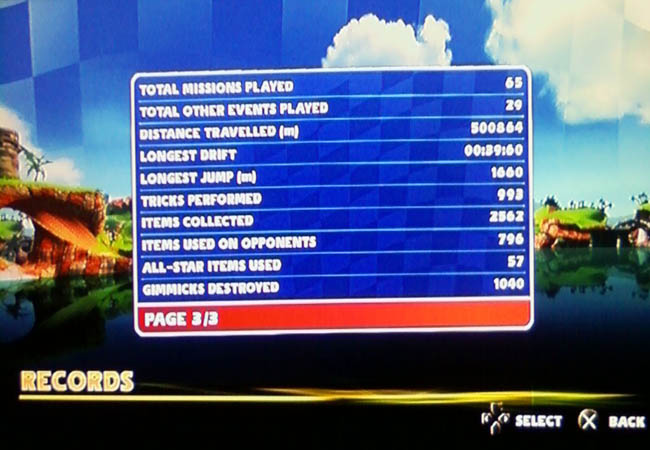 TOTAL MISSIONS PLAYED 65
TOTAL OTHER EVENTS PLAYED 29
DISTANCE TRAVELLED (m) 500864
LONGEST DRIFT 00:39:60
LONGEST JUMP (m) 1660
TRICKS PERFORMED 993
ITEMS COLLECTED 2562
ITEMS USED ON OPPONENTS 796
ALL-STAR ITEMS USED 57
GIMMICKS DESTROYED 1040
PAGE 3/3
RECORDS
SELECT X BACK